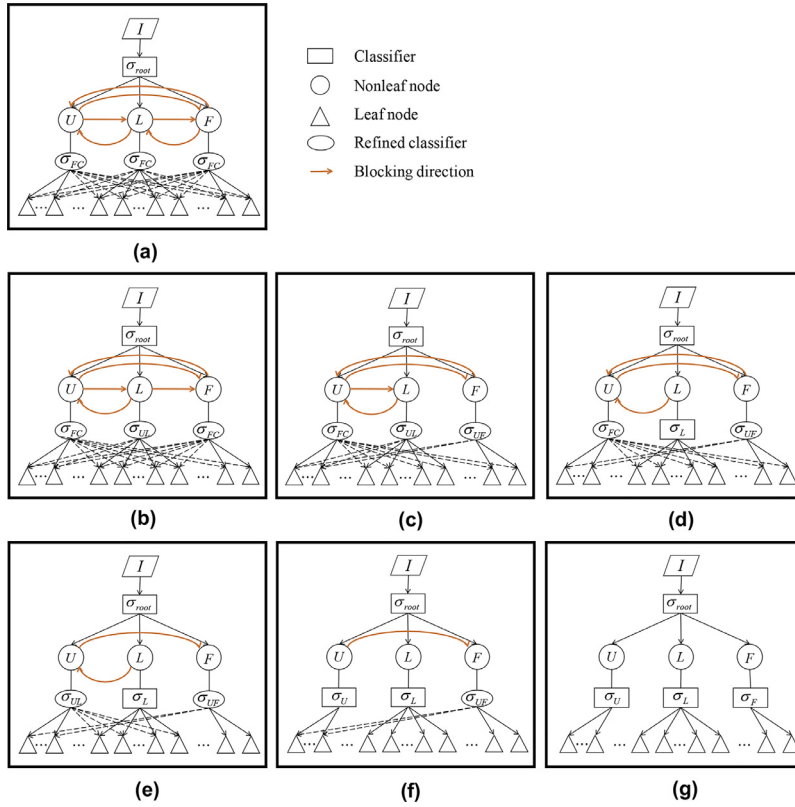 I
σroot
U L F
σFC σFC σFC
... ... ... ...
(a)
Classifier
Nonleaf node
Leaf node
Refined classifier
Blocking direction
I
σroot
U L F
σFC σUL σFC
... ... ... ...
(b)
I
σroot
U L F
σFC σUL σUF
... ... ... ...
(c)
I
σroot
U L F
σFC σL σUF
... ... ... ...
(d)
I
σroot
U L F
σUL σL σUF
... ... ... ...
(e)
I
σroot
U L F
σU σL σUF
... ... ... ...
(f)
I
σroot
U L F
σU σL σF
... ... ... ...
(g)